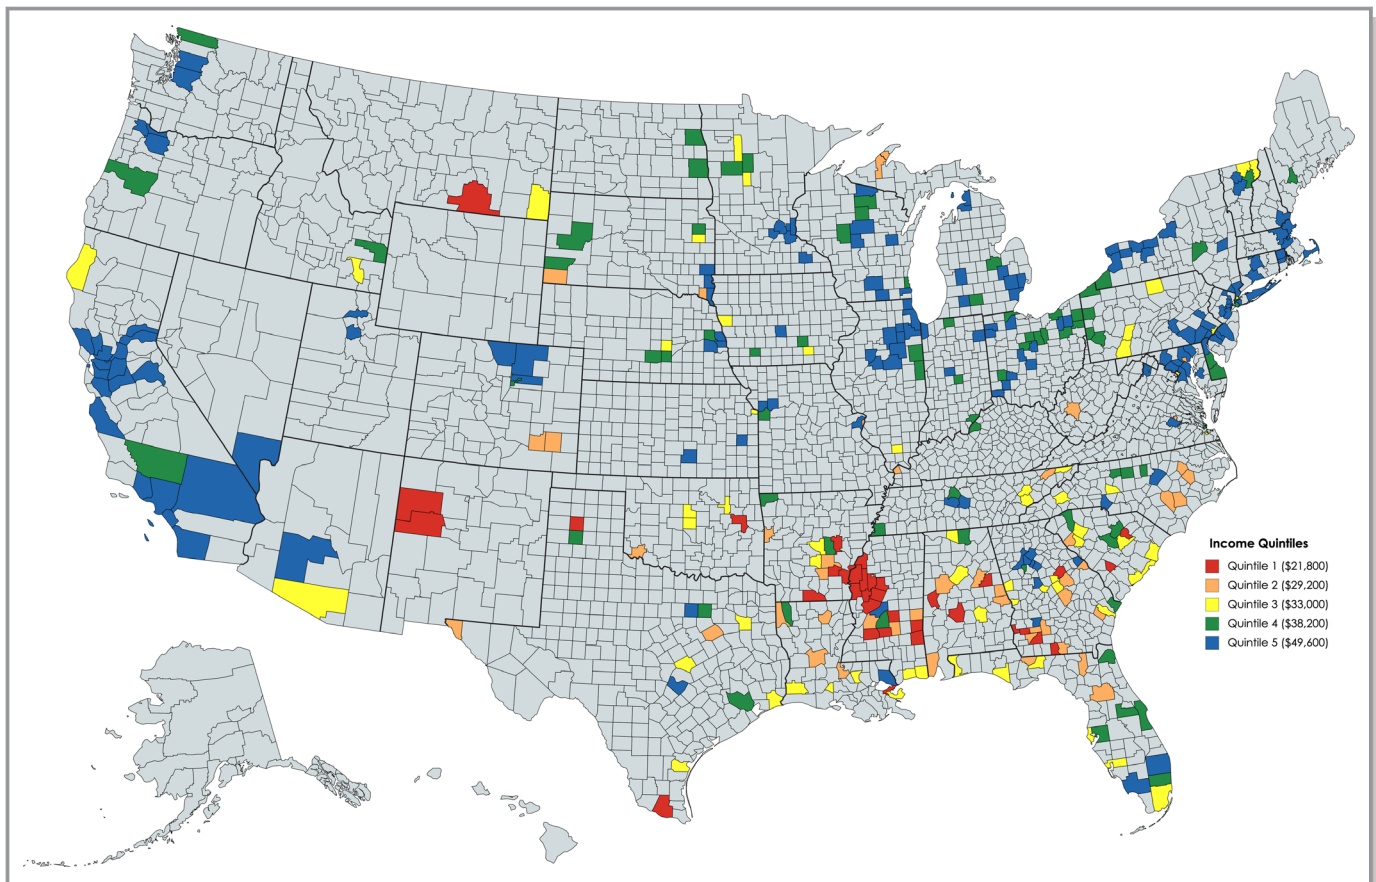 Income Quintiles
Quintile 1 ($21,800)
Quintile 2 ($29,200)
Quintile 3 ($33,000)
Quintile 4 ($38,200)
Quintile 5 ($49,600)